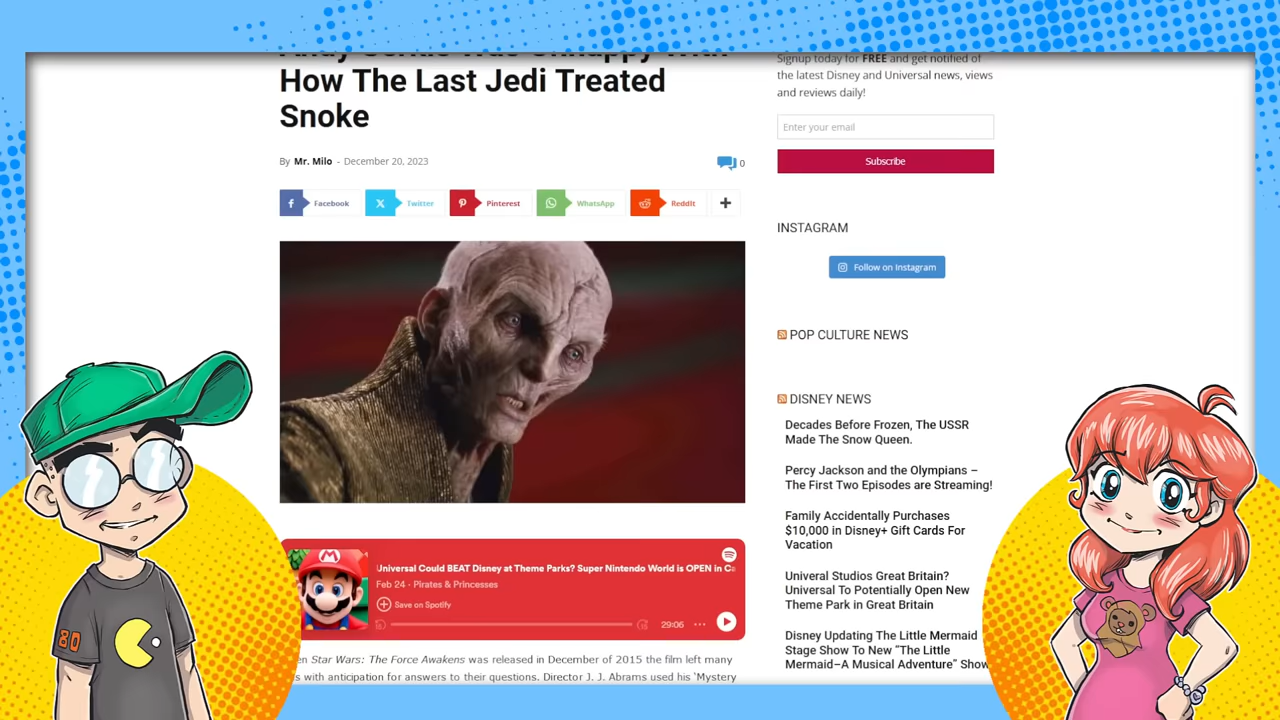 How The Last Jedi Treated
Snoke
By Mr. Milo - December 20, 2023
0
Facebook
Twitter
Pinterest
WhatsApp
ReddIt
Universal Could BEAT Disney at Theme Parks? Super Nintendo World is OPEN in
Feb 24 · Pirates & Princesses
Save on Spotify
29:06
Star Wars: The Force Awakens was released in December of 2015 the film left many
with anticipation for answers to their questions. Director J. J. Abrams used his ‘Mystery
Signup today for FREE and get notified of
the latest Disney and Universal news, views
and reviews daily!
Enter your email
Subscribe
INSTAGRAM
Follow on Instagram
POP CULTURE NEWS
DISNEY NEWS
Decades Before Frozen, The USSR
Made The Snow Queen.
Percy Jackson and the Olympians –
The First Two Episodes are Streaming!
Family Accidentally Purchases
$10,000 in Disney+ Gift Cards For
Vacation
Univeral Studios Great Britain?
Universal To Potentially Open New
Theme Park in Great Britain
Disney Updating The Little Mermaid
Stage Show To New “The Little
Mermaid–A Musical Adventure” Show
80